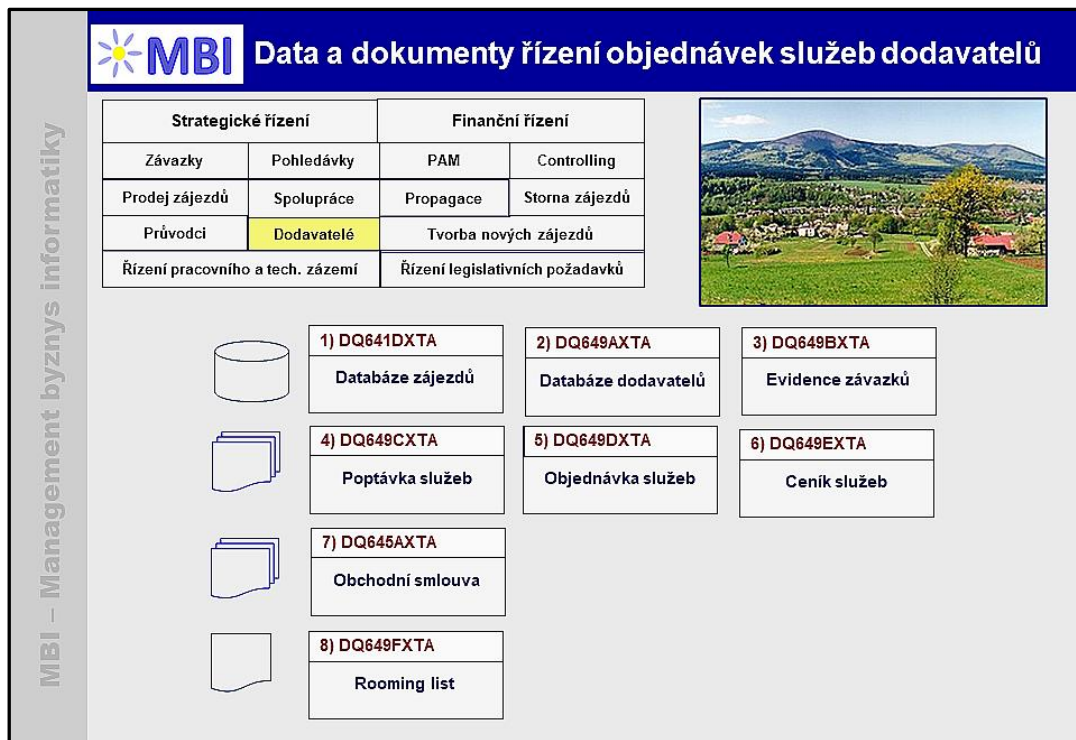 MBI
Data a dokumenty řízení objednávek služeb dodavatelů
MBI – Management byznys informatiky
Strategické řízení
Finanční řízení
Závazky
Pohledávky
PAM
Controlling
Prodej zájezdů
Spolupráce
Propagace
Storna zájezdů
Průvodci
Dodavatelé
Tvorba nových zájezdů
Řízení pracovního a tech. zázemí
Řízení legislativních požadavků
1) DQ641DXTA
Databáze zájezdů
2) DQ649AXTA
Databáze dodavatelů
3) DQ649BXTA
Evidence závazků
4) DQ649CXTA
Poptávka služeb
5) DQ649DXTA
Objednávka služeb
6) DQ649EXTA
Ceník služeb
7) DQ645AXTA
Obchodní smlouva
8) DQ649FXTA
Rooming list